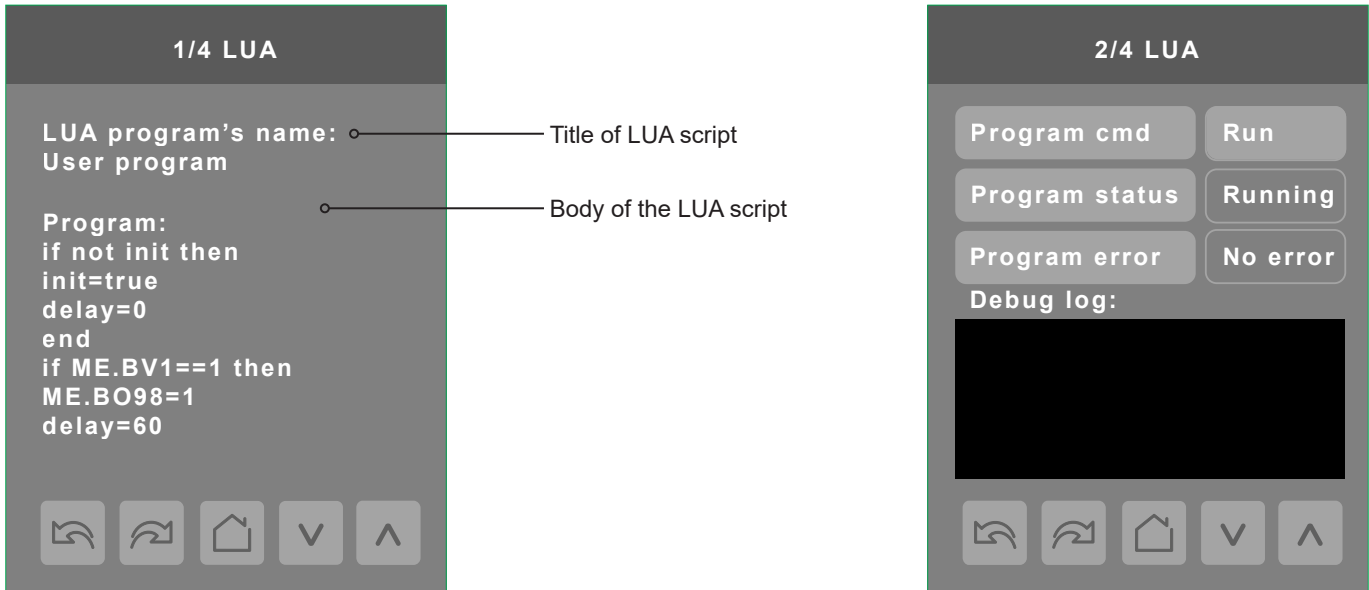 1/4 LUA
LUA program’s name:
User program
Program:
if not init then
init=true
delay=0
end
if ME.BV1==1 then
ME.BO98=1
delay=60
Title of LUA script
Body of the LUA script
2/4 LUA
Program cmd Run
Program status Running
Program error No error
Debug log: